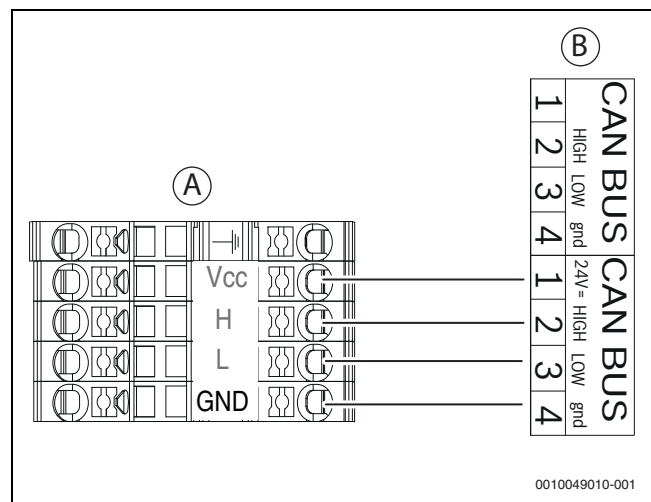 A
B
Vcc
H
L
GND
CAN BUS
1
2 HIGH
3 LOW
4 gnd
CAN BUS
1 24V =
2 HIGH
3 LOW
4 gnd
0010049010-001